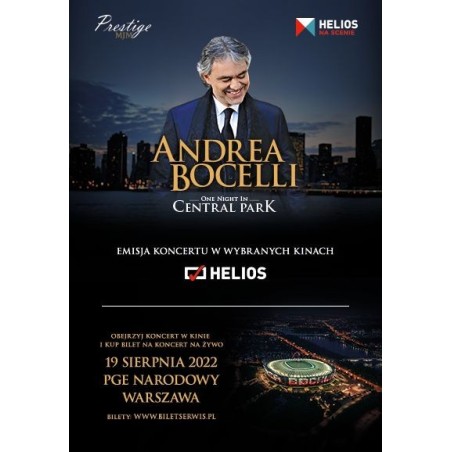 Prestige
MJM
HELIOS
NA SCENIE
ANDREA
BOCELLI
ONE NIGHT IN
CENTRAL PARK
EMISJA KONCERTU W WYBRANYCH KINACH
HELIOS
OBEJRZYJ KONCERT W KINIE
I KUP BILET NA KONCERT NA ŻYWO
19 SIERPNIA 2022
PGE NARODOWY
WARSZAWA
BILETY: WWW.BILETSERWIS.PL